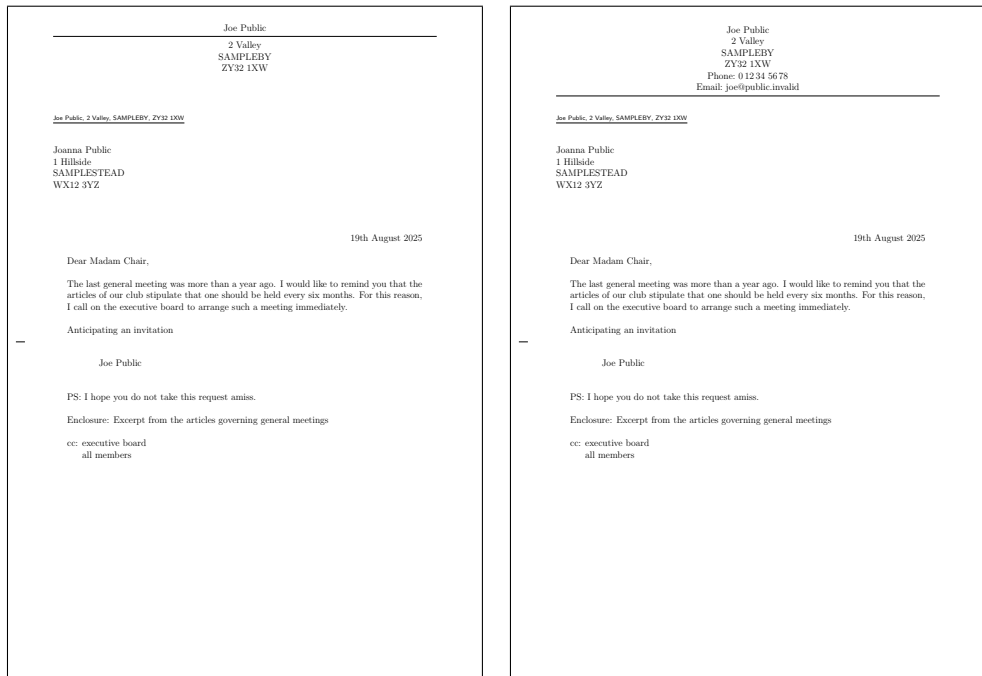 Joe Public
2 Valley
SAMPLEBY
ZY32 1XW
Joe Public, 2 Valley, SAMPLEBY, ZY32 1XW
Joanna Public
1 Hillside
SAMPLESTEAD
WX12 3YZ
19th August 2025
Dear Madam Chair,
The last general meeting was more than a year ago. I would like to remind you that the
articles of our club stipulate that one should be held every six months. For this reason,
I call on the executive board to arrange such a meeting immediately.
Anticipating an invitation
Joe Public
PS: I hope you do not take this request amiss.
Enclosure: Excerpt from the articles governing general meetings
cc: executive board
all members
Joe Public
2 Valley
SAMPLEBY
ZY32 1XW
Phone: 0 12 34 56 78
Email: joe@public.invalid
Joe Public, 2 Valley, SAMPLEBY, ZY32 1XW
Joanna Public
1 Hillside
SAMPLESTEAD
WX12 3YZ
19th August 2025
Dear Madam Chair,
The last general meeting was more than a year ago. I would like to remind you that the
articles of our club stipulate that one should be held every six months. For this reason,
I call on the executive board to arrange such a meeting immediately.
Anticipating an invitation
Joe Public
PS: I hope you do not take this request amiss.
Enclosure: Excerpt from the articles governing general meetings
cc: executive board
all members